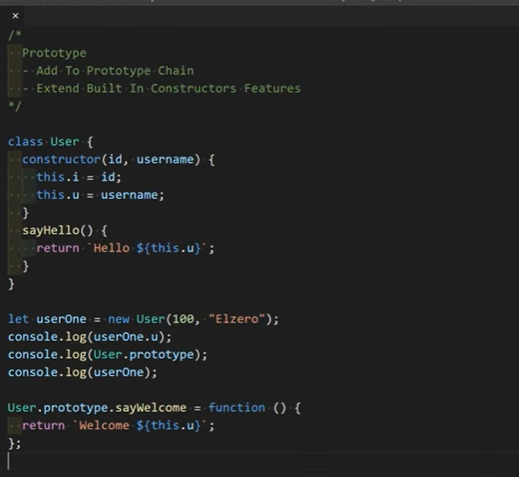 /*
  Prototype
  - Add To Prototype Chain
  - Extend Built In Constructors Features
*/

class User {
  constructor(id, username) {
    this.i = id;
    this.u = username;
  }
  sayHello() {
    return `Hello ${this.u}`;
  }
}

let userOne = new User(100, "Elzero");
console.log(userOne.u);
console.log(User.prototype);
console.log(userOne);

User.prototype.sayWelcome = function () {
  return `Welcome ${this.u}`;
};